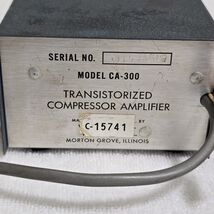 SERIAL NO.
MODEL CA-300
TRANSISTORIZED
COMPRESSOR AMPLIFIER
C-15741
MORTON GROVE, ILLINOIS